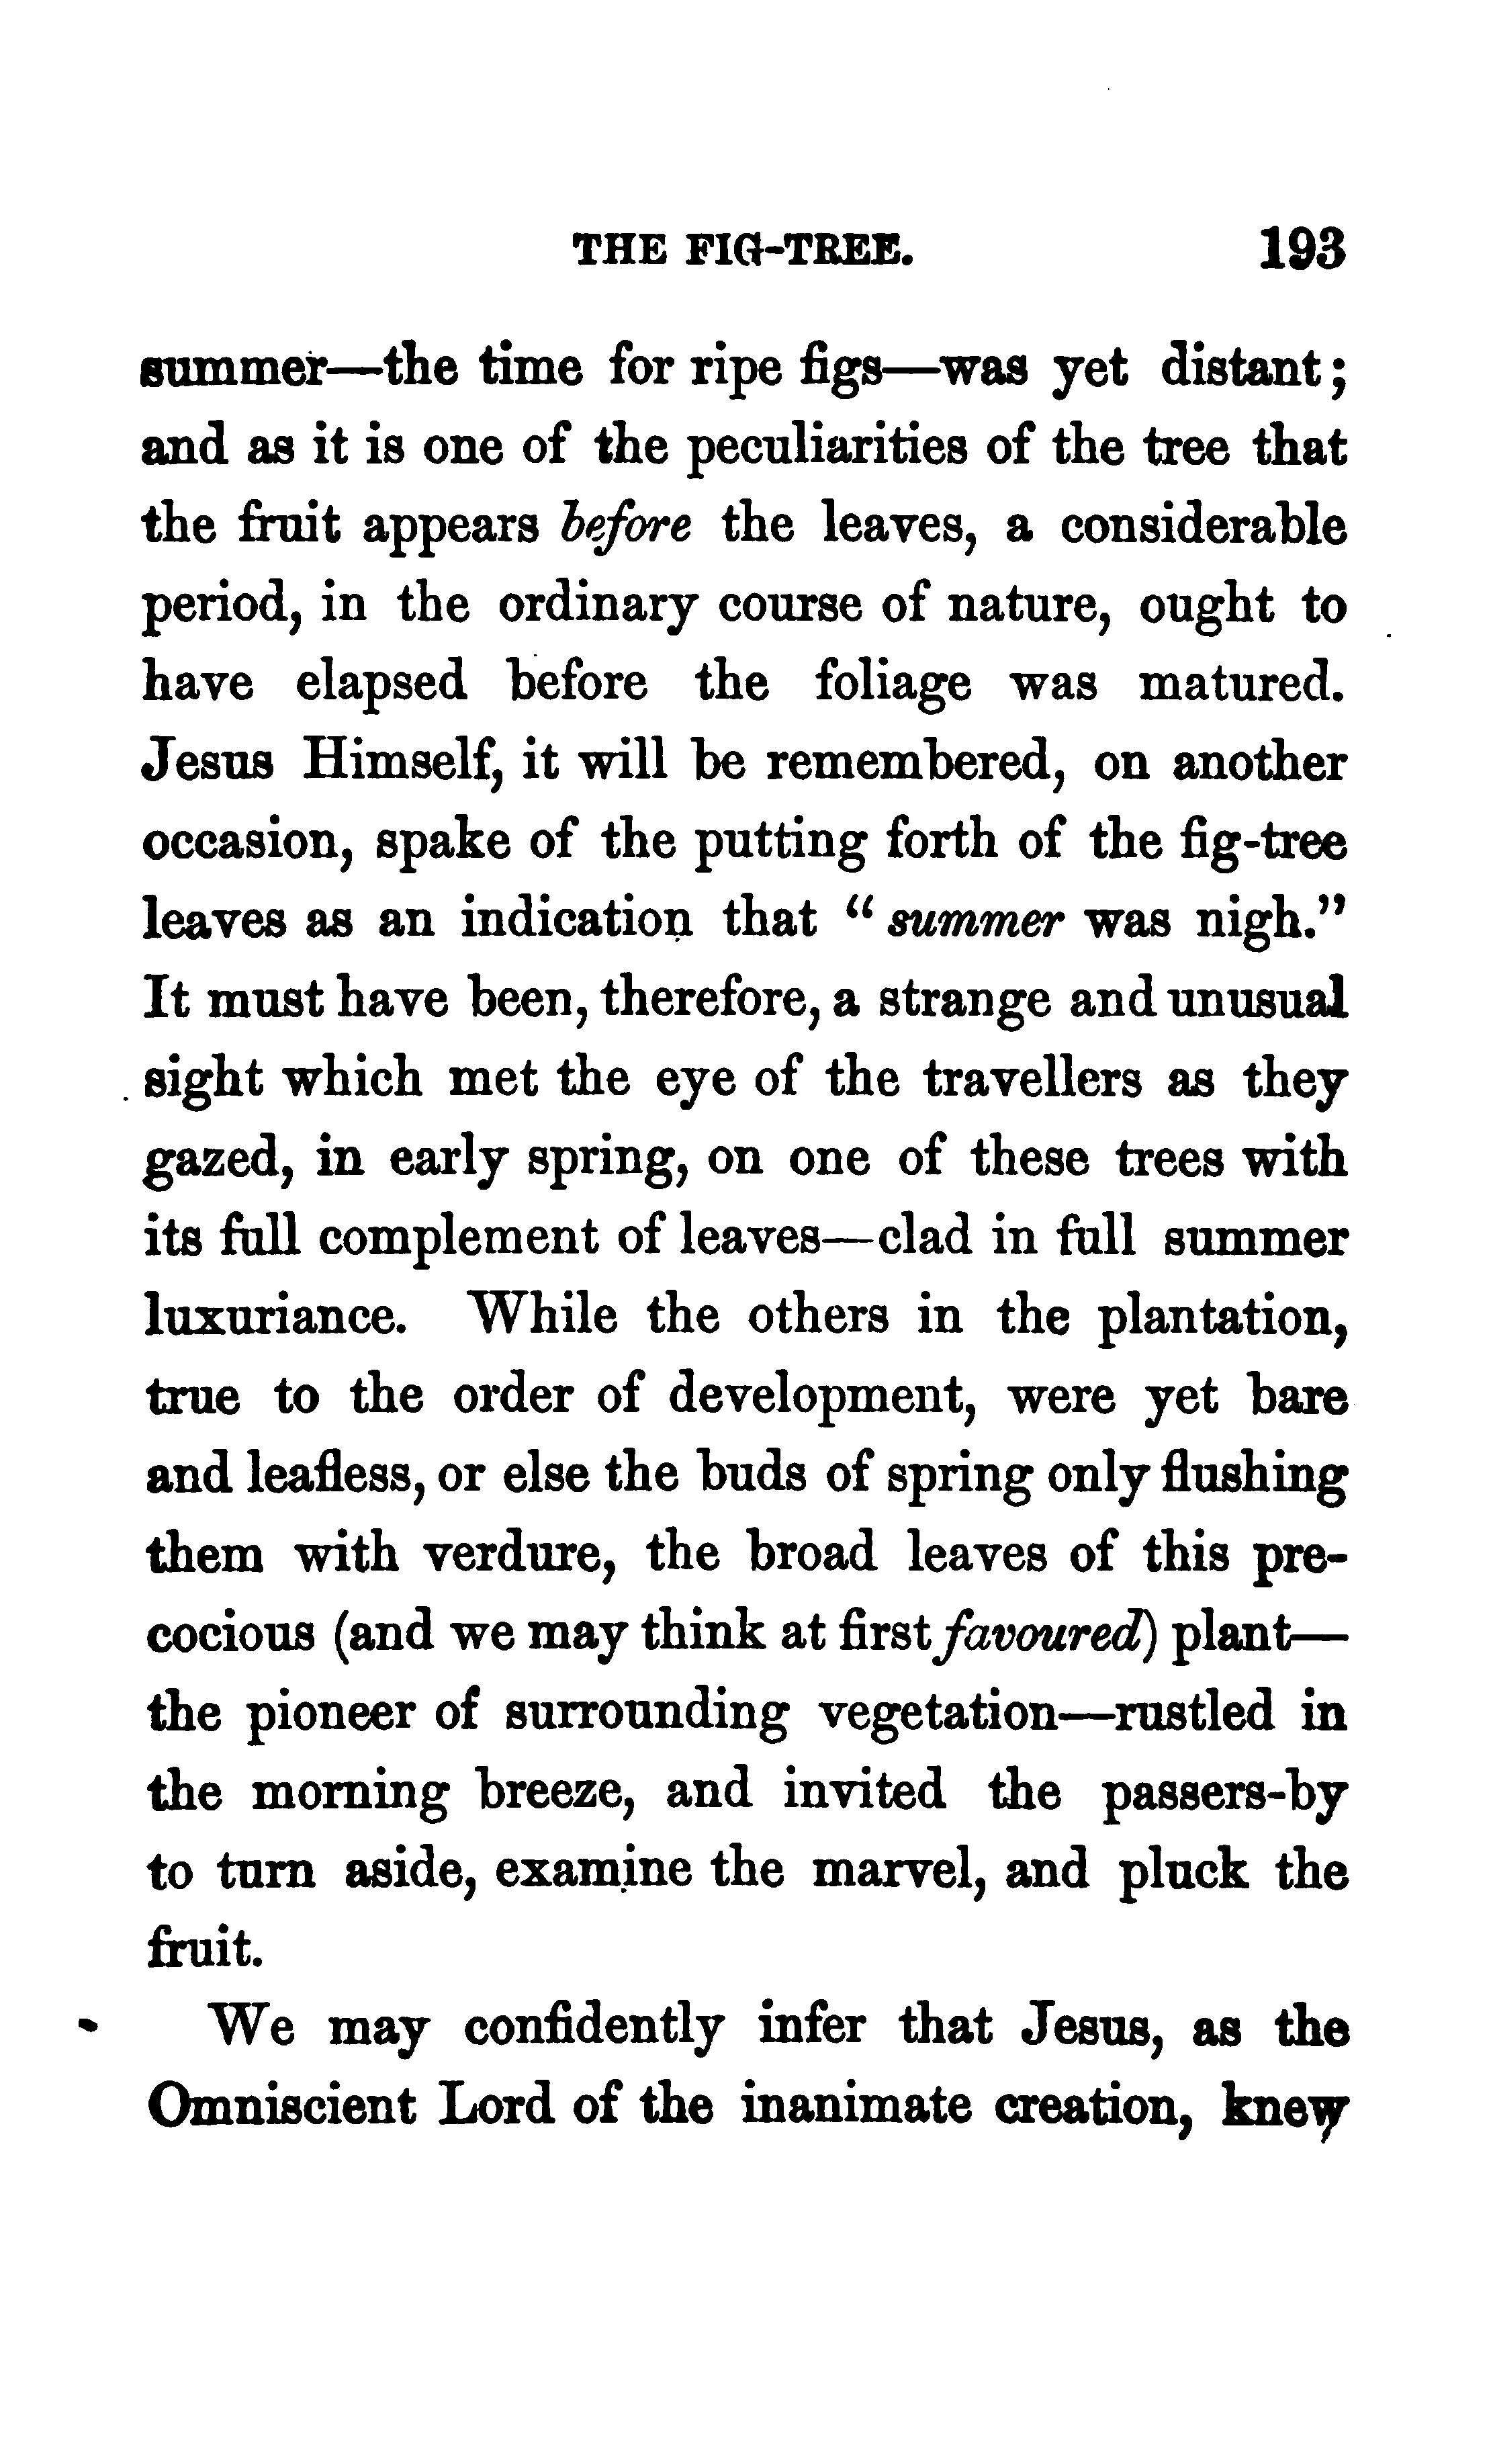 THE FIG-TREE. 193
summer—the time for ripe figs—was yet distant;
and as it is one of the peculiarities of the tree that
the fruit appears before the leaves, a considerable
period, in the ordinary course of nature, ought to
have elapsed before the foliage was matured.
Jesus Himself, it will be remembered, on another
occasion, spake of the putting forth of the fig-tree
leaves as an indication that "summer was nigh."
It must have been, therefore, a strange and unusual
sight which met the eye of the travellers as they
gazed, in early spring, on one of these trees with
its full complement of leaves—clad in full summer
luxuriance. While the others in the plantation,
true to the order of development, were yet bare
and leafless, or else the buds of spring only flushing
them with verdure, the broad leaves of this pre-
cocious (and we may think at first favoured) plant—
the pioneer of surrounding vegetation—rustled in
the morning breeze, and invited the passers-by
to turn aside, examine the marvel, and pluck the
fruit.
We may confidently infer that Jesus, as the
Omniscient Lord of the inanimate creation, knew